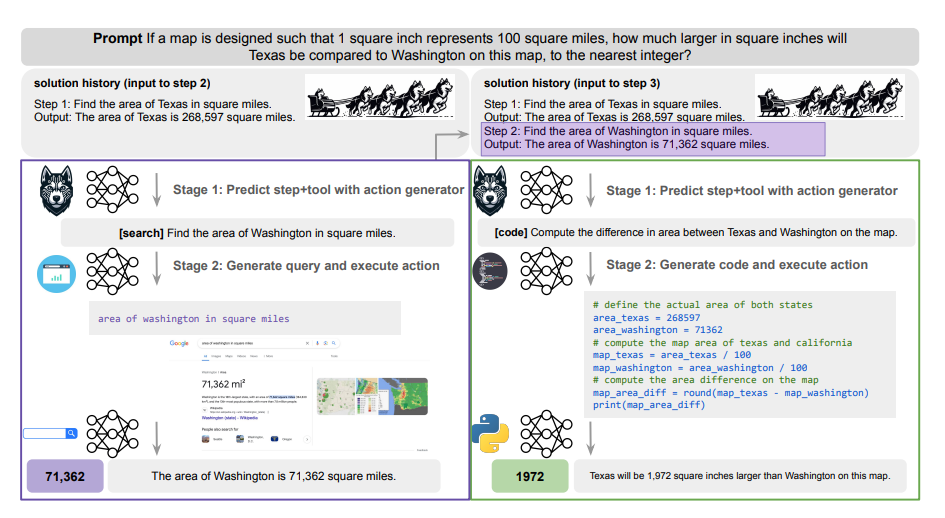 Prompt If a map is designed such that 1 square inch represents 100 square miles, how much larger in square inches will
Texas be compared to Washington on this map, to the nearest integer?
solution history (input to step 2)
Step 1: Find the area of Texas in square miles.
Output: The area of Texas is 268,597 square miles.
solution history (input to step 3)
Step 1: Find the area of Texas in square miles.
Output: The area of Texas is 268,597 square miles.
Step 2: Find the area of Washington in square miles.
Output: The area of Washington is 71,362 square miles.
Stage 1: Predict step+tool with action generator
[search] Find the area of Washington in square miles.
Stage 2: Generate query and execute action
area of washington in square miles
Google
area of washington in square miles
All Images Maps Videos News
Washington / Area
71,362 mi²
Wikipedia
Washington (state) - Wikipedia
People also search for
Seattle
Washington, D.C.
Oregon
71,362
The area of Washington is 71,362 square miles.
Stage 1: Predict step+tool with action generator
[code] Compute the difference in area between Texas and Washington on the map.
Stage 2: Generate code and execute action
# define the actual area of both states
area_texas = 268597
area_washington = 71362
# compute the map area of texas and california
map_texas = area_texas / 100
map_washington = area_washington / 100
# compute the area difference on the map
map_area_diff = round(map_texas - map_washington)
print(map_area_diff)
1972
Texas will be 1,972 square inches larger than Washington on this map.